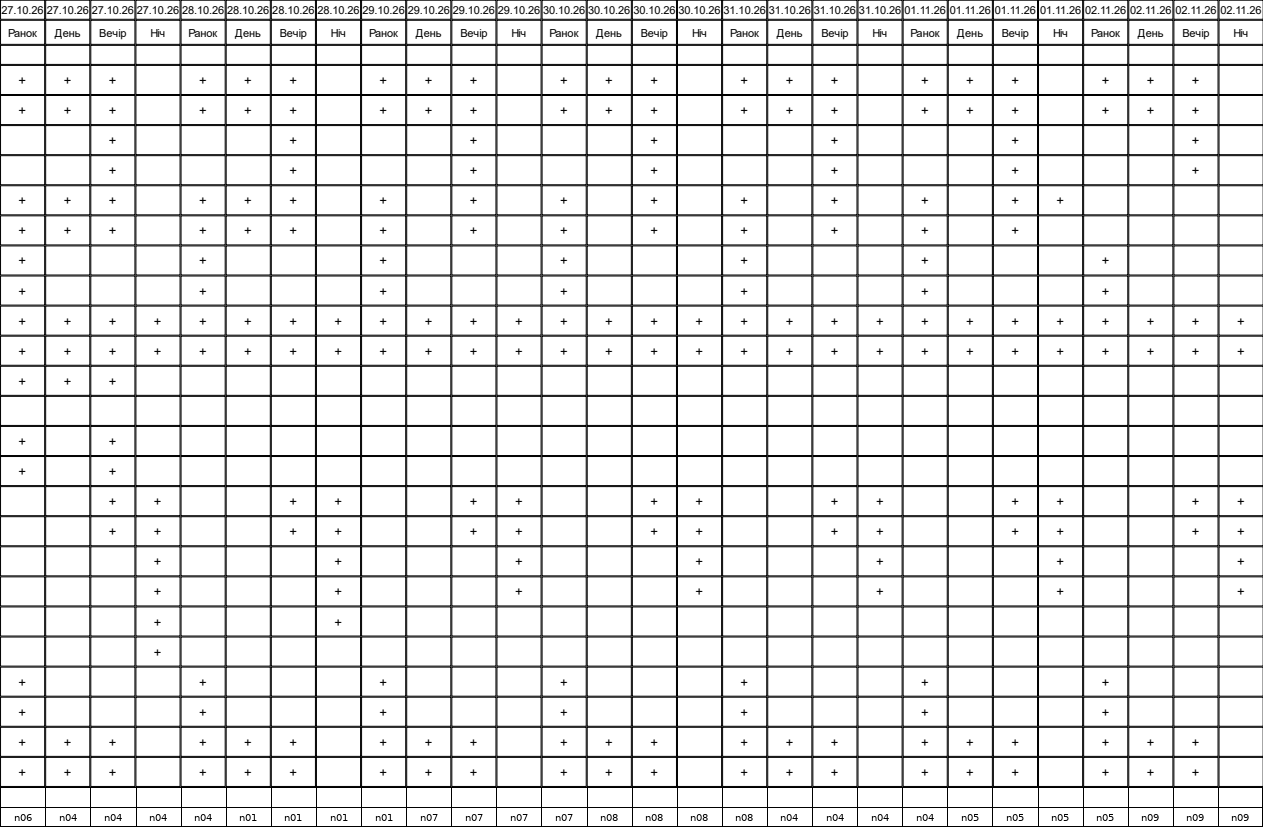 27.10.26 27.10.26 27.10.26 27.10.26 28.10.26 28.10.26 28.10.26 28.10.26 29.10.26 29.10.26 29.10.26 29.10.26 30.10.26 30.10.26 30.10.26 30.10.26 31.10.26 31.10.26 31.10.26 31.10.26 01.11.26 01.11.26 01.11.26 01.11.26 02.11.26 02.11.26 02.11.26 02.11.26
Ранок День Вечір Ніч Ранок День Вечір Ніч Ранок День Вечір Ніч Ранок День Вечір Ніч Ранок День Вечір Ніч Ранок День Вечір Ніч Ранок День Вечір Ніч
+ + + + + + + + + + + + + + + + + + + + +
+ + + + + + + + + + + + + + + + + + + + +
+ + + + + + +
+ + + + + + +
+ + + + + + + + + + + + + + +
+ + + + + + + + + + + + + +
+ + + + + + +
+ + + + + + +
+ + + + + + + + + + + + + + + + + + + + + + + + + + + +
+ + + + + + + + + + + + + + + + + + + + + + + + + + + +
+ + +
+ +
+ +
+ + + + + + + + + + + + + +
+ + + + + + + + + + + + + +
+ + + + + + +
+ + + + + + +
+ +
+
+ + + + + + +
+ + + + + + +
+ + + + + + + + + + + + + + + + + + + + +
+ + + + + + + + + + + + + + + + + + + + +
n06 n04 n04 n04 n04 n01 n01 n01 n01 n07 n07 n07 n07 n08 n08 n08 n08 n04 n04 n04 n04 n05 n05 n05 n05 n09 n09 n09